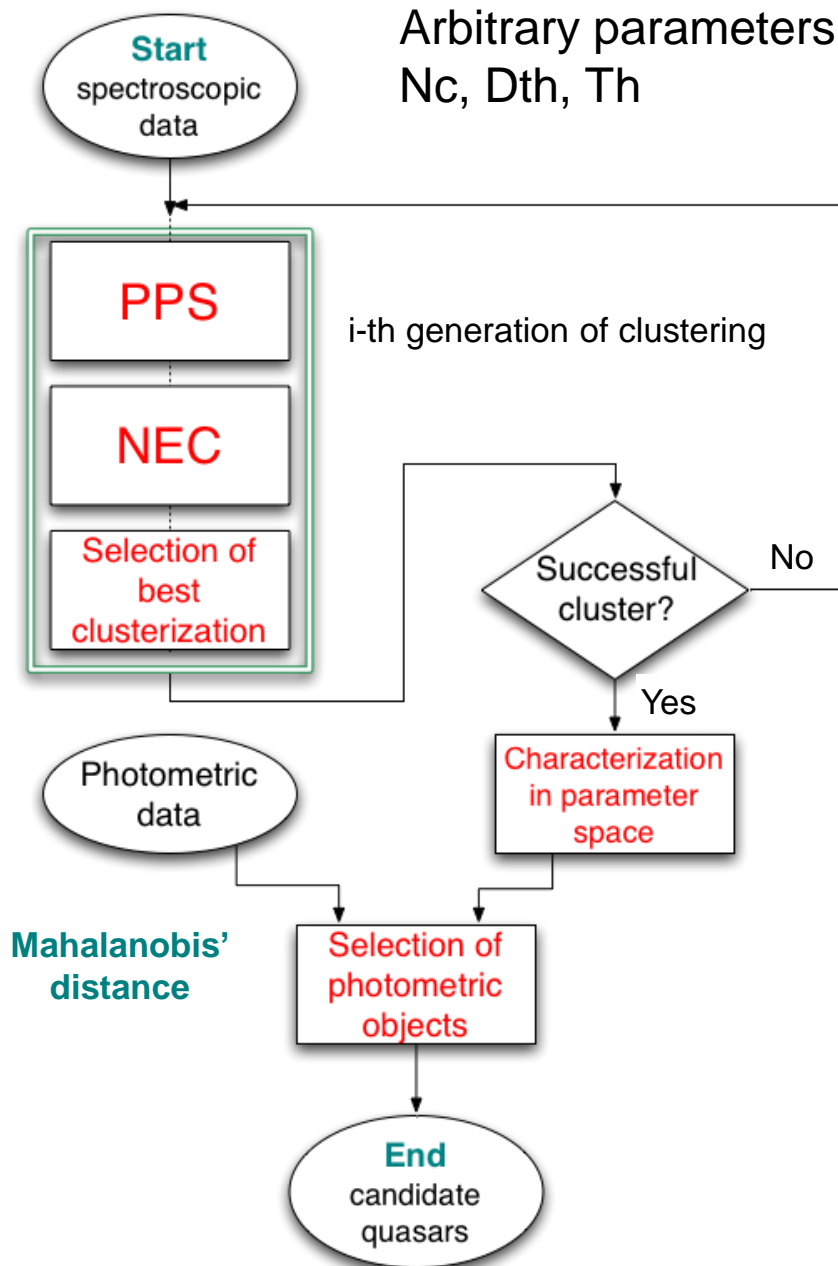 Arbitrary parameters
Nc, Dth, Th
Start
spectroscopic
data
PPS
i-th generation of clustering
NEC
Selection of
best
clusterization
Successful
cluster?
No
Yes
Photometric
data
Characterization
in parameter
space
Mahalanobis’
distance
Selection of
photometric
objects
End
candidate
quasars